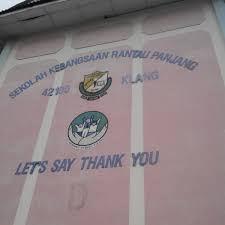 SEKOLAH KEBANGSAAN RANTAU PANJANG
42100 KLANG
LET'S SAY THANK YOU
D